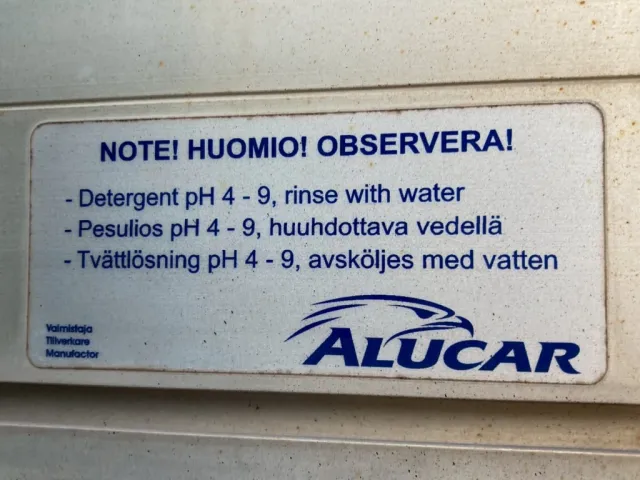 NOTE! HUOMIO! OBSERVERA!
- Detergent pH 4 - 9, rinse with water
- Pesulios pH 4 - 9, huuhdottava vedellä
- Tvättlösning pH 4 - 9, avsköljes med vatten
Valmistaja
Tillverkare
Manufactor
ALUCAR